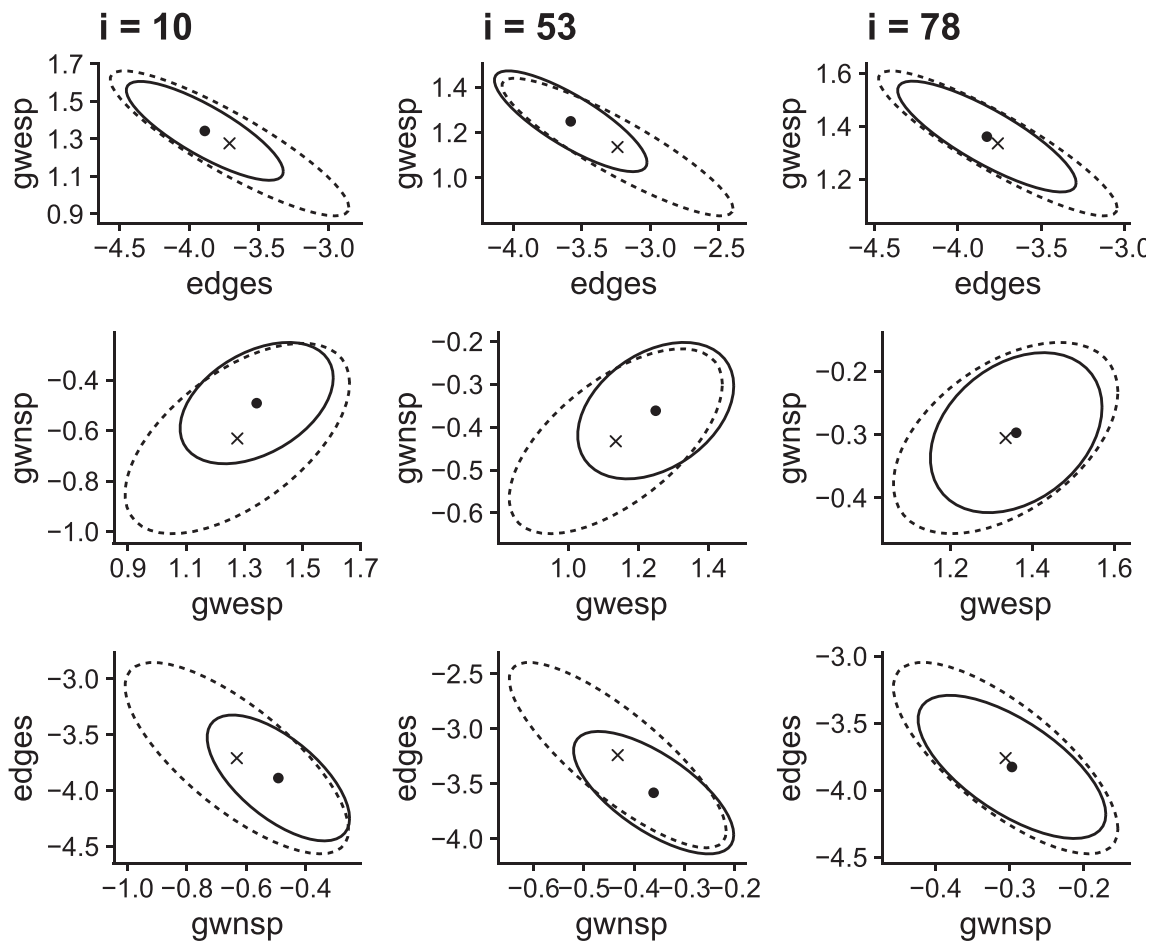 i = 10
i = 53
i = 78
gwesp
1.7
1.5
1.3
1.1
0.9
−4.5 −4.0 −3.5 −3.0
edges
gwesp
1.4
1.2
1.0
−4.0 −3.5 −3.0 −2.5
edges
gwesp
1.6
1.4
1.2
−4.5 −4.0 −3.5 −3.0
edges
gwnsp
−0.4
−0.6
−0.8
−1.0
0.9 1.1 1.3 1.5 1.7
gwesp
gwnsp
−0.2
−0.3
−0.4
−0.5
−0.6
1.0 1.2 1.4
gwesp
gwnsp
−0.2
−0.3
−0.4
1.2 1.4 1.6
gwesp
edges
−3.0
−3.5
−4.0
−4.5
−1.0 −0.8 −0.6 −0.4
gwnsp
edges
−2.5
−3.0
−3.5
−4.0
−0.6 −0.5 −0.4 −0.3 −0.2
gwnsp
edges
−3.0
−3.5
−4.0
−4.5
−0.4 −0.3 −0.2
gwnsp